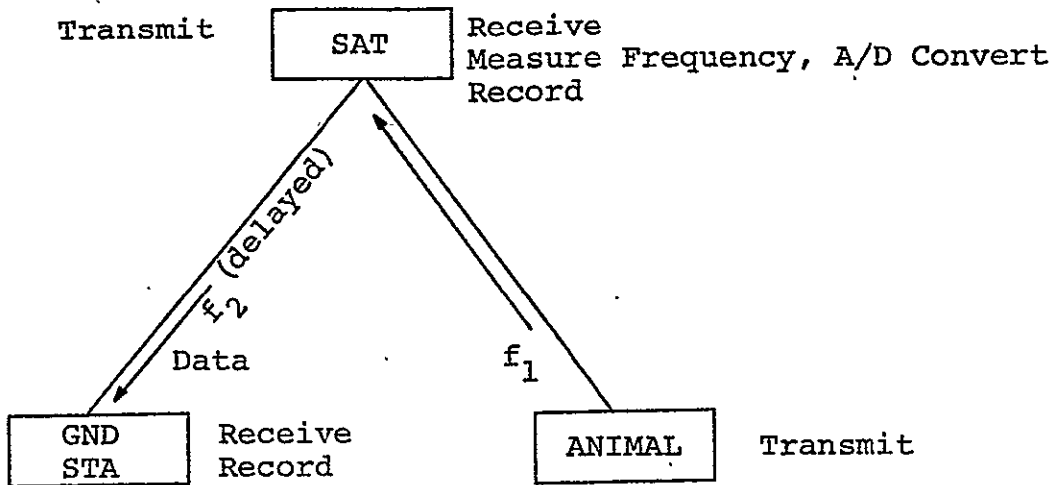 Transmit
SAT
Receive
Measure Frequency, A/D Convert
Record
f2 (delayed)
Data
f1
GND
STA
Receive
Record
ANIMAL
Transmit